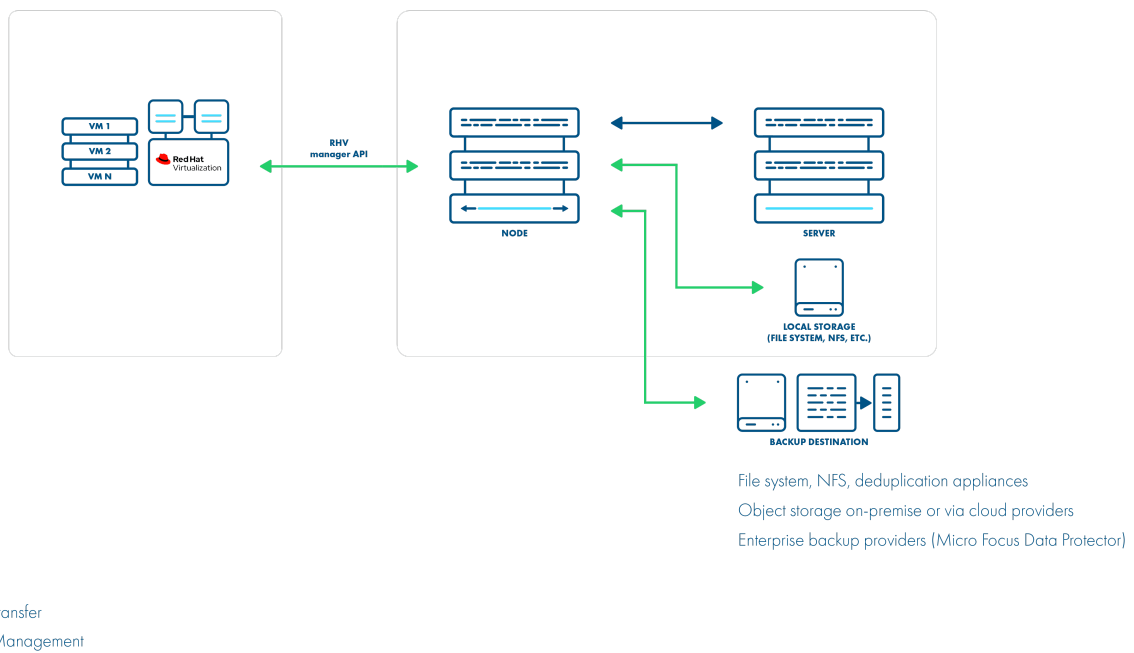 VM 1
VM 2
VM N
Red Hat
Virtualization
RHV
manager API
NODE
SERVER
LOCAL STORAGE
(FILE SYSTEM, NFS, ETC.)
BACKUP DESTINATION
File system, NFS, deduplication appliances
Object storage on-premise or via cloud providers
Enterprise backup providers (Micro Focus Data Protector)
ansfer
Management